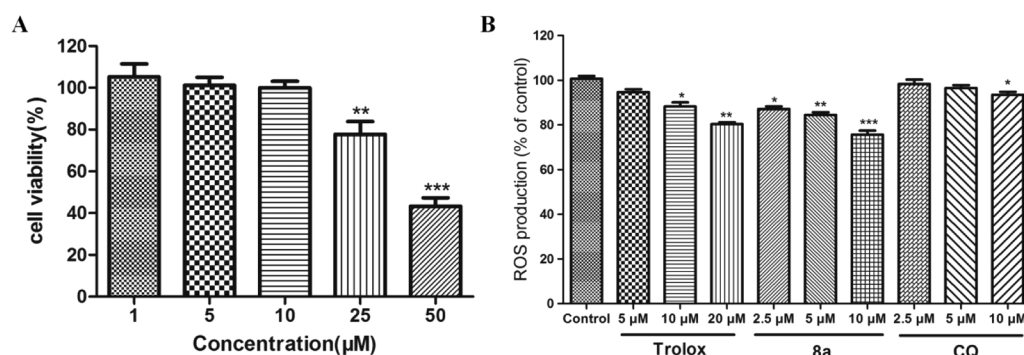 A
cell viability(%)
120
100
80
60
40
20
0
**
***
1 5 10 25 50
Concentration(μM)
B
ROS production (% of control)
120
100
80
60
40
20
0
*
**
*
**
***
*
Control 5 μM 10 μM 20 μM 2.5 μM 5 μM 10 μM 2.5 μM 5 μM 10 μM
Trolox 8a CQ